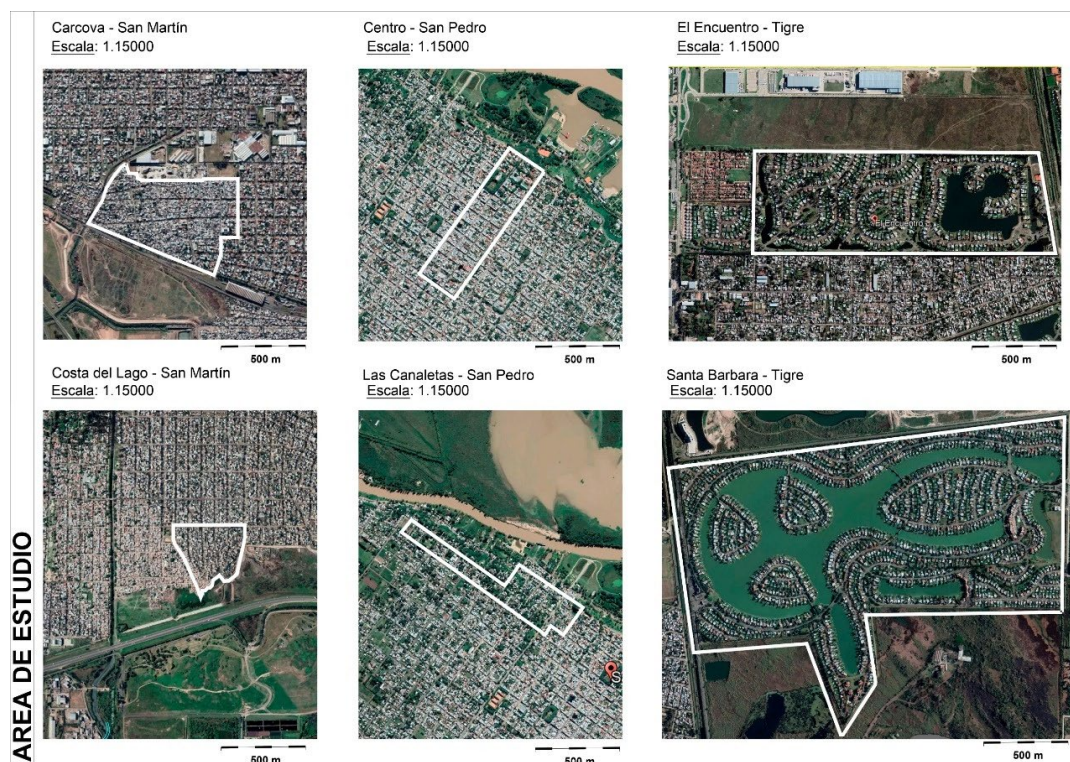 AREA DE ESTUDIO
Carcova - San Martín
Escala: 1.15000
500 m
Centro - San Pedro
Escala: 1.15000
500 m
El Encuentro - Tigre
Escala: 1.15000
El Encuentro
500 m
Costa del Lago - San Martín
Escala: 1.15000
500 m
Las Canaletas - San Pedro
Escala: 1.15000
S
500 m
Santa Barbara - Tigre
Escala: 1.15000
500 m